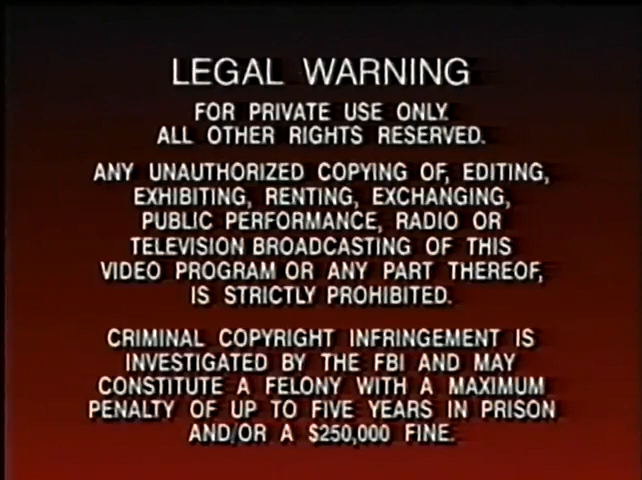 LEGAL WARNING
FOR PRIVATE USE ONLY.
ALL OTHER RIGHTS RESERVED.
ANY UNAUTHORIZED COPYING OF, EDITING,
EXHIBITING, RENTING, EXCHANGING,
PUBLIC PERFORMANCE, RADIO OR
TELEVISION BROADCASTING OF THIS
VIDEO PROGRAM OR ANY PART THEREOF,
IS STRICTLY PROHIBITED.
CRIMINAL COPYRIGHT INFRINGEMENT IS
INVESTIGATED BY THE FBI AND MAY
CONSTITUTE A FELONY WITH A MAXIMUM
PENALTY OF UP TO FIVE YEARS IN PRISON
AND/OR A $250,000 FINE.